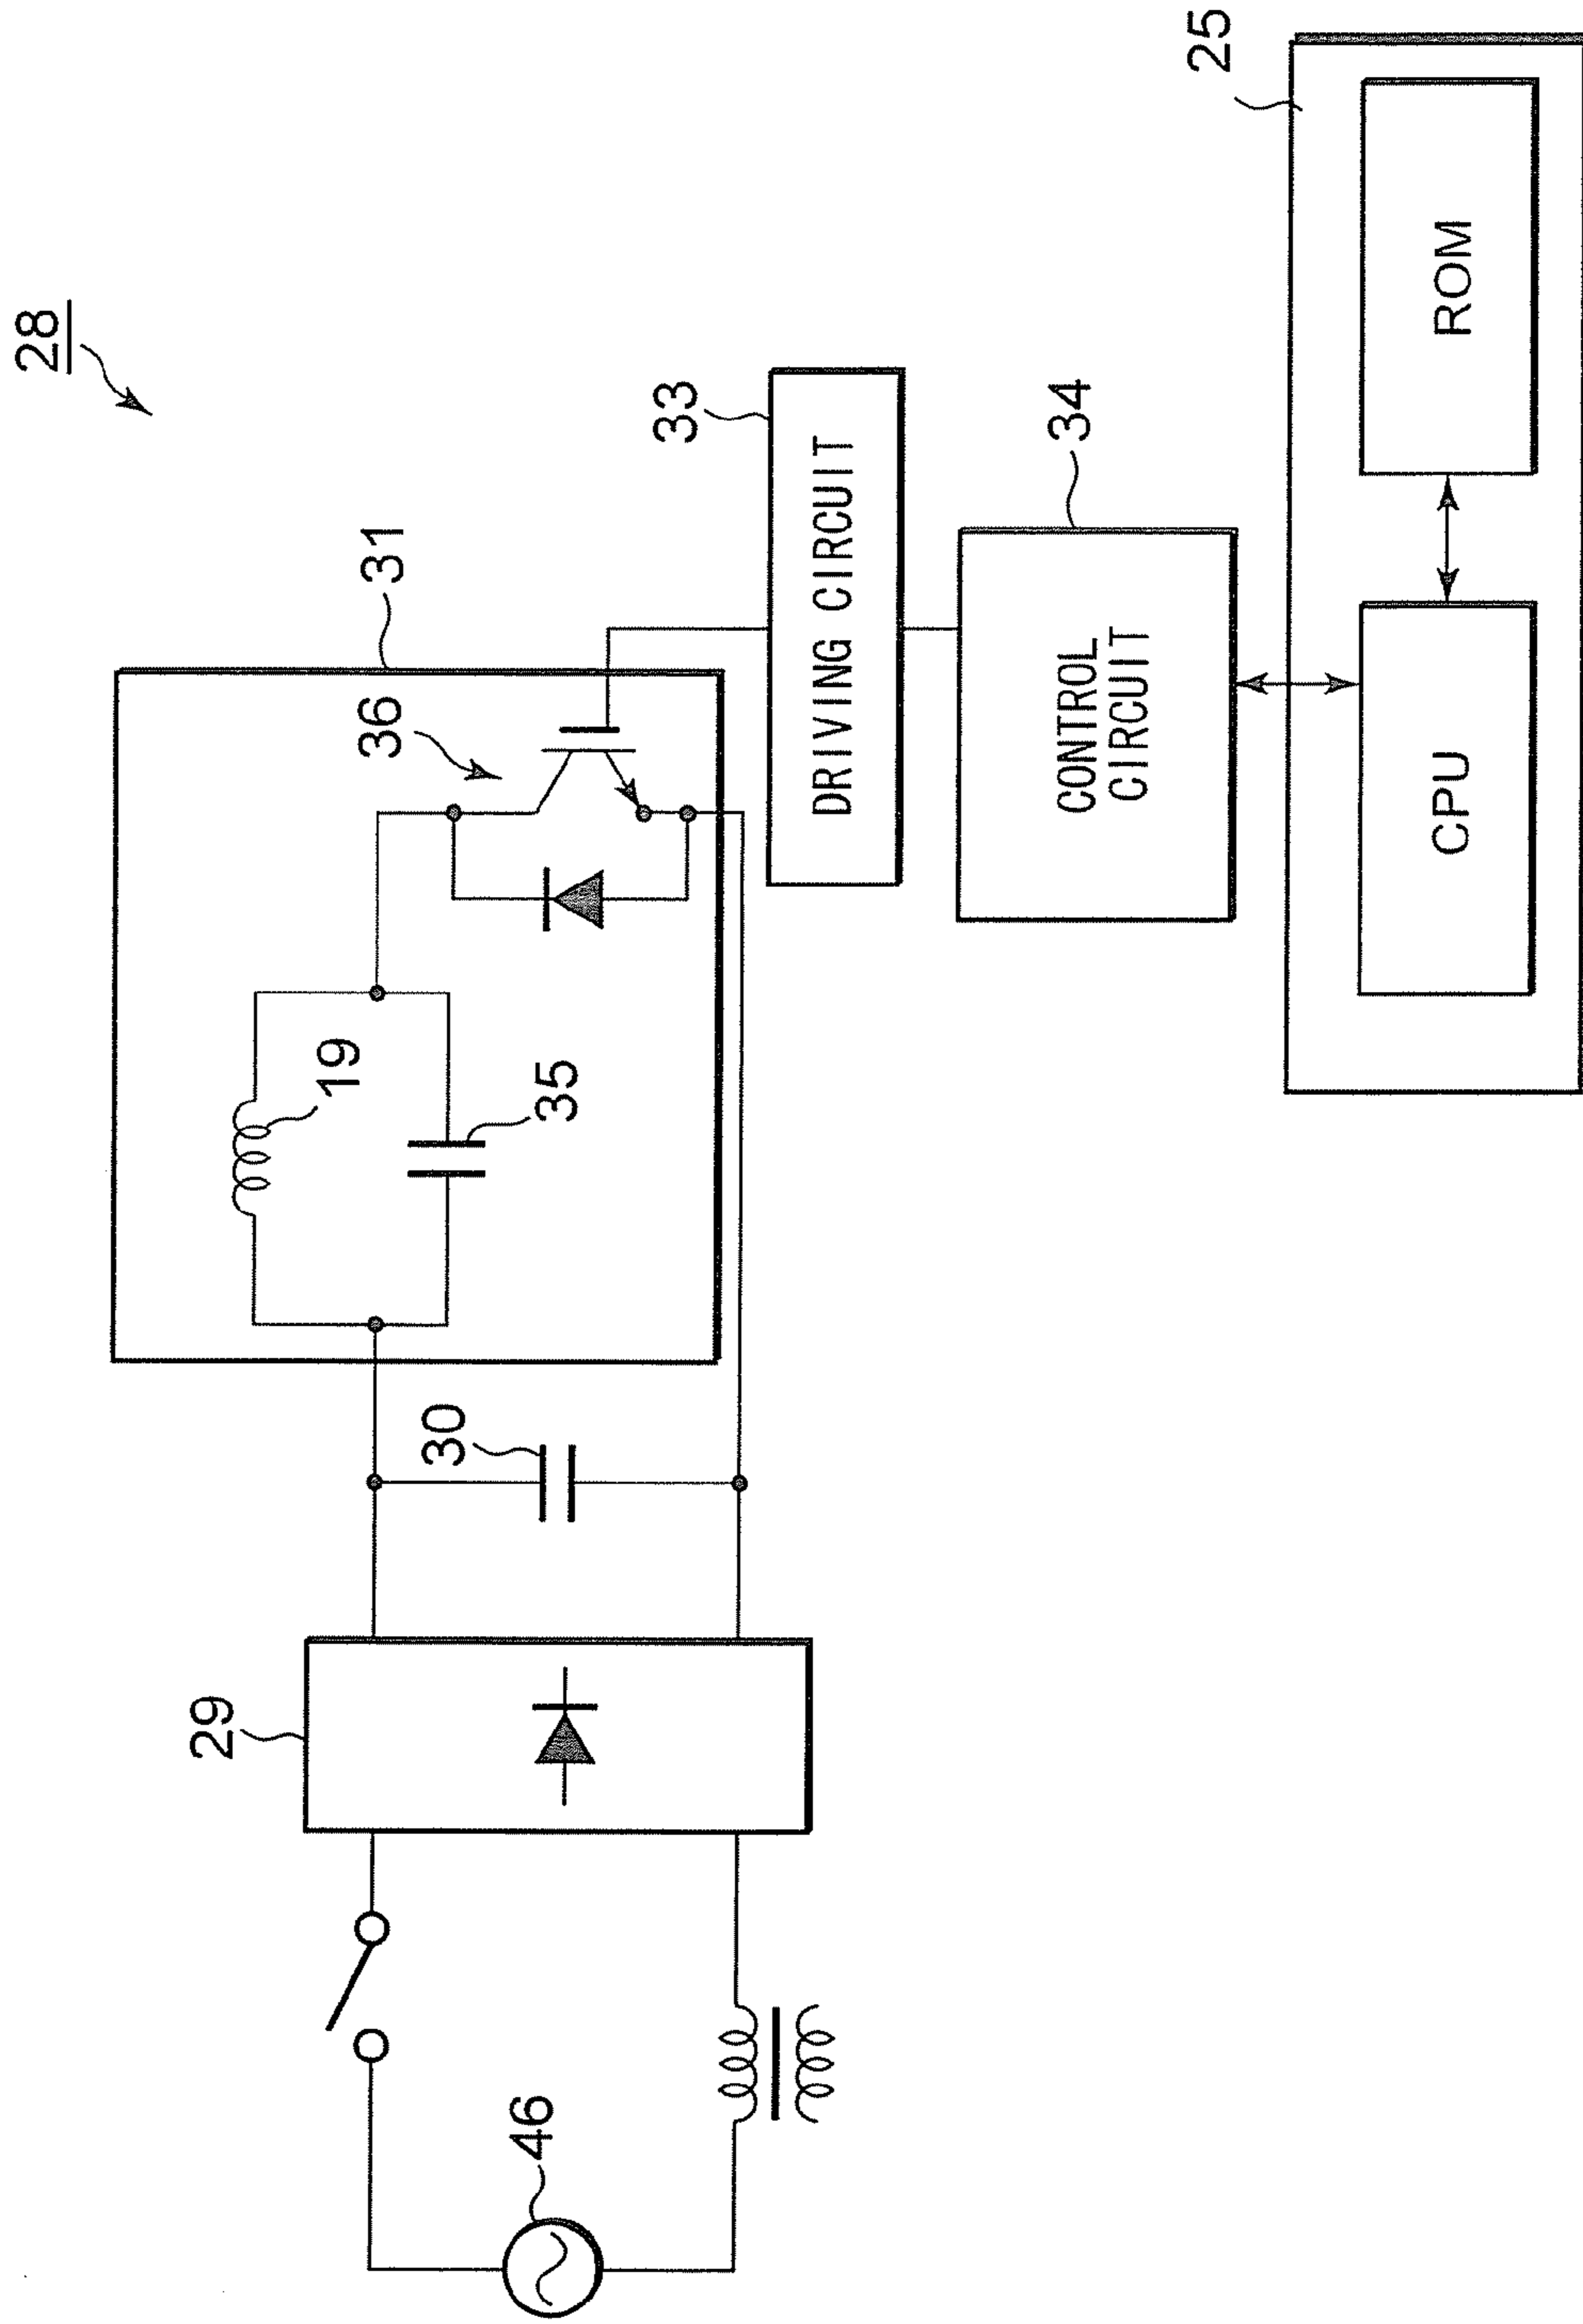 28
31
36
19
35
30
29
46
33
DRIVING CIRCUIT
34
CONTROL
CIRCUIT
25
CPU
ROM